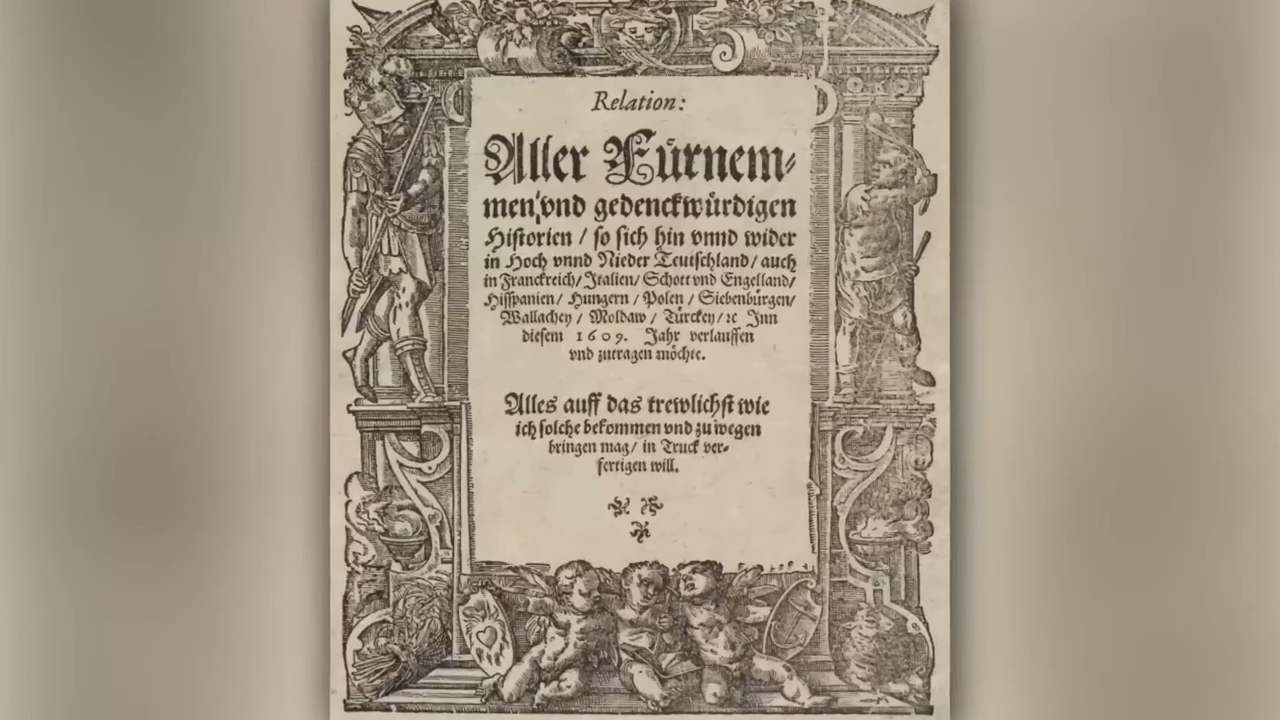 Relation:
Aller Fürnem⸗
men/ vnd gedenckwürdigen
Historien / so sich hin vnnd wider
in Hoch vnnd Nieder Teutschland/ auch
in Franckreich/ Italien/ Schott vnd Engelland/
Hisspanien/ Hungern / Polen / Siebenbürgen/
Wallachey / Moldaw / Türckey/ ꝛc Inn
diesem 1609. Jahr verlauffen
vnd zutragen möchte.
Alles auff das trewlichst wie
ich solche bekommen vnd zu wegen
bringen mag/ in Truck ver⸗
fertigen will.